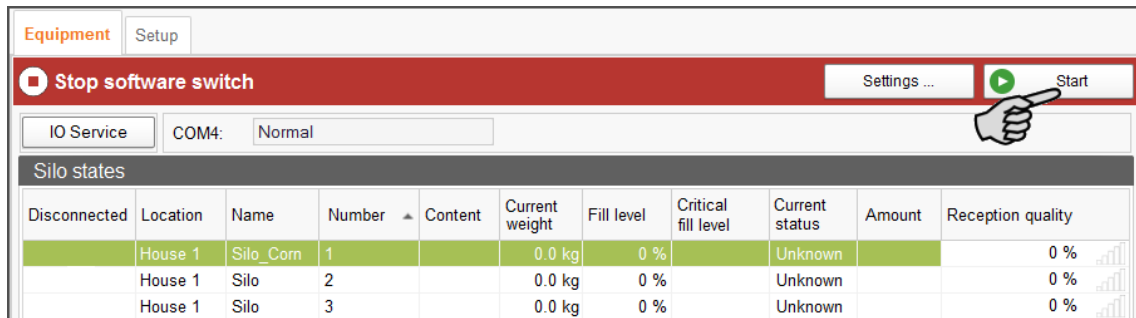 Equipment Setup
Stop software switch Settings ... Start
IO Service COM4: Normal
Silo states
Disconnected Location Name Number Content Current weight Fill level Critical fill level Current status Amount Reception quality
House 1 Silo_Corn 1 0.0 kg 0 % Unknown 0 %
House 1 Silo 2 0.0 kg 0 % Unknown 0 %
House 1 Silo 3 0.0 kg 0 % Unknown 0 %